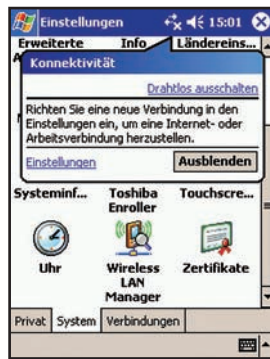 Einstellungen 15:01
Erweiterte Info Ländereins...
Konnektivität
Drahtlos ausschalten
Richten Sie eine neue Verbindung in den
Einstellungen ein, um eine Internet- oder
Arbeitsverbindung herzustellen.
Einstellungen Ausblenden
Systeminf... Toshiba Touchscre...
Enroller
Uhr Wireless Zertifikate
LAN
Manager
Privat System Verbindungen